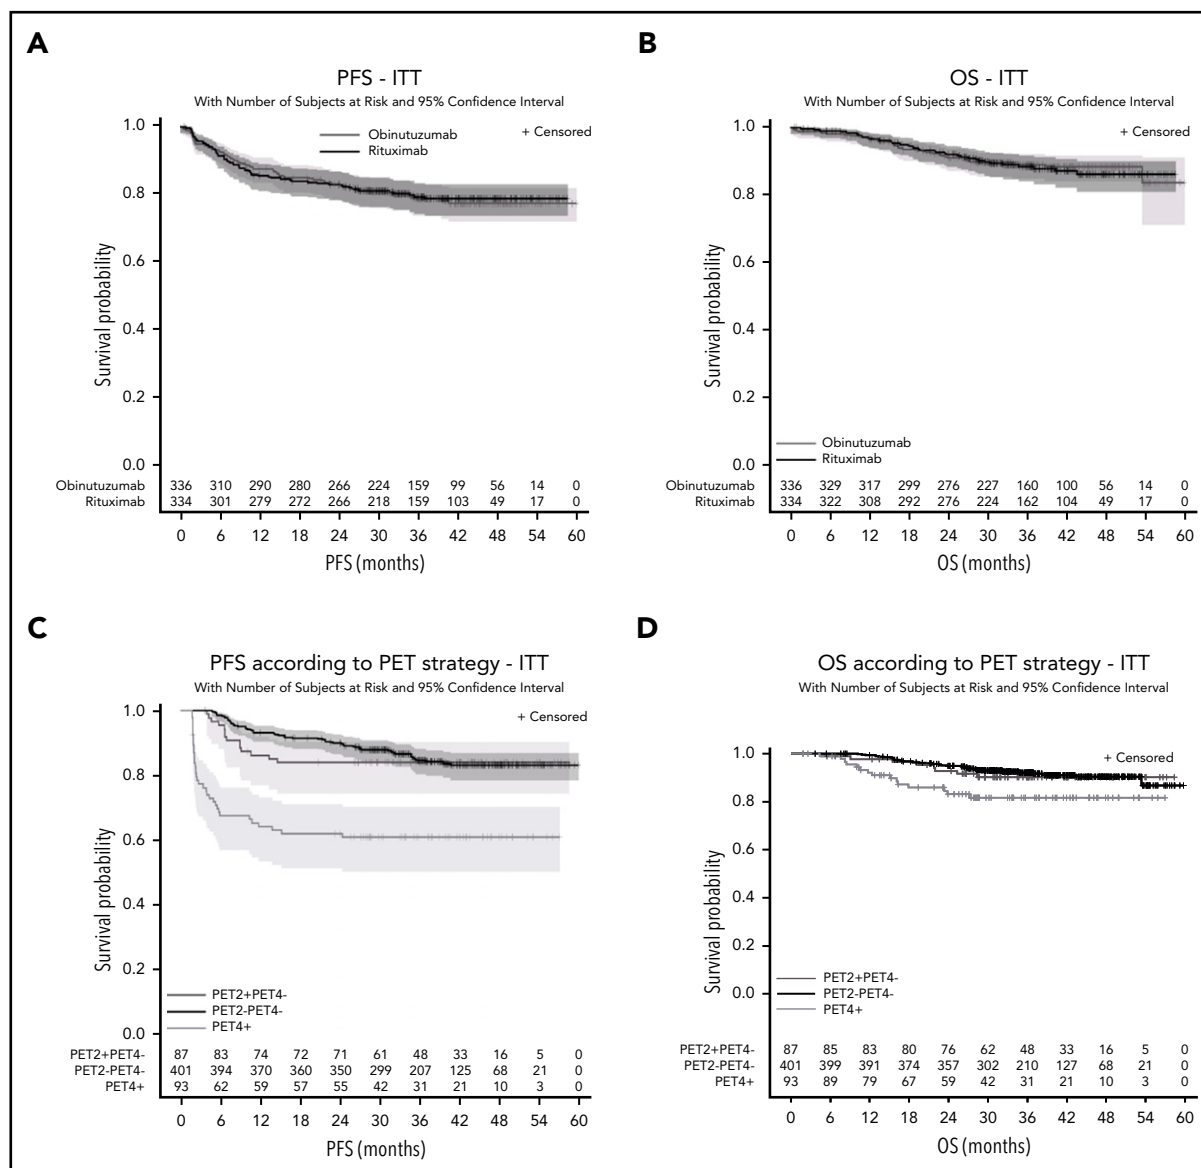 A
PFS - ITT
With Number of Subjects at Risk and 95% Confidence Interval
+ Censored
Obinutuzumab
Rituximab
Survival probability
1.0
0.8
0.6
0.4
0.2
0.0
Obinutuzumab 336 310 290 280 266 224 159 99 56 14 0
Rituximab 334 301 279 272 266 218 159 103 49 17 0
0 6 12 18 24 30 36 42 48 54 60
PFS (months)
B
OS - ITT
With Number of Subjects at Risk and 95% Confidence Interval
+ Censored
Survival probability
1.0
0.8
0.6
0.4
0.2
0.0
Obinutuzumab
Rituximab
Obinutuzumab 336 329 317 299 276 227 160 100 56 14 0
Rituximab 334 322 308 292 276 224 162 104 49 17 0
0 6 12 18 24 30 36 42 48 54 60
OS (months)
C
PFS according to PET strategy - ITT
With Number of Subjects at Risk and 95% Confidence Interval
+ Censored
Survival probability
1.0
0.8
0.6
0.4
0.2
0.0
PET2+PET4-
PET2-PET4-
PET4+
PET2+PET4- 87 83 74 72 71 61 48 33 16 5 0
PET2-PET4- 401 394 370 360 350 299 207 125 68 21 0
PET4+ 93 62 59 57 55 42 31 21 10 3 0
0 6 12 18 24 30 36 42 48 54 60
PFS (months)
D
OS according to PET strategy - ITT
With Number of Subjects at Risk and 95% Confidence Interval
+ Censored
Survival probability
1.0
0.8
0.6
0.4
0.2
0.0
PET2+PET4-
PET2-PET4-
PET4+
PET2+PET4- 87 85 83 80 76 62 48 33 16 5 0
PET2-PET4- 401 399 391 374 357 302 210 127 68 21 0
PET4+ 93 89 79 67 59 42 31 21 10 3 0
0 6 12 18 24 30 36 42 48 54 60
OS (months)